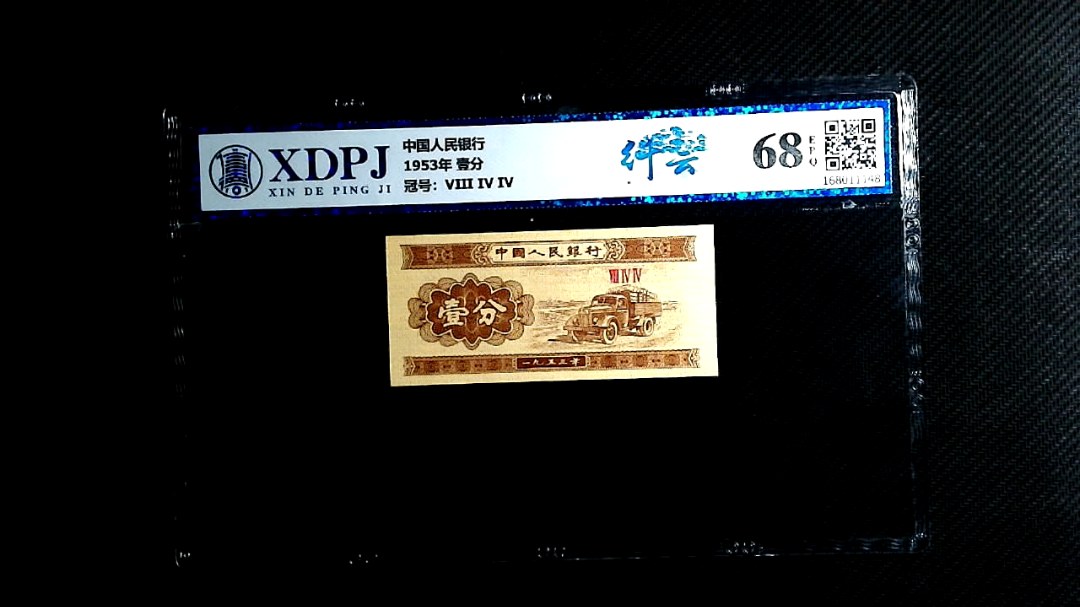 XDPJ
XIN DE PING JI
中国人民银行
1953年 壹分
冠号：VIII IV IV
68
EPQ
中國人民銀行
VIII IV IV
壹分
一九五三年